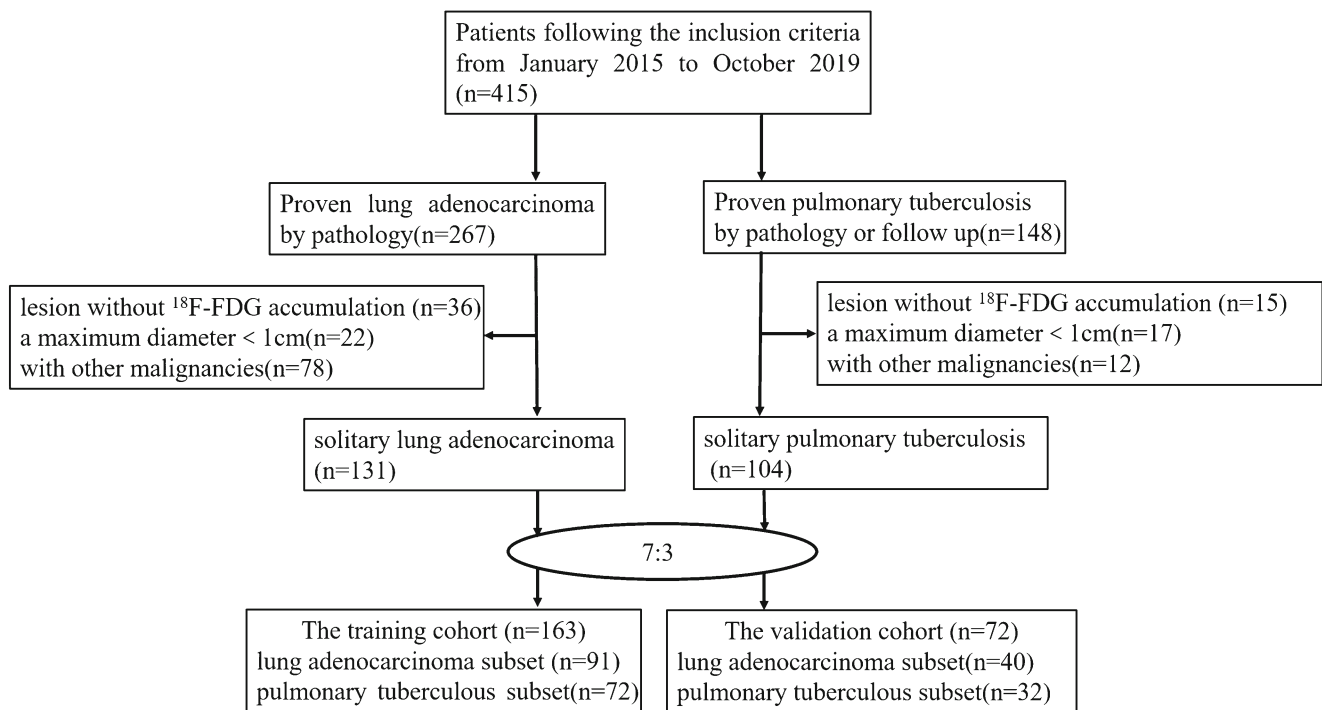 Patients following the inclusion criteria
from January 2015 to October 2019
(n=415)
Proven lung adenocarcinoma
by pathology(n=267)
Proven pulmonary tuberculosis
by pathology or follow up(n=148)
lesion without ¹⁸F-FDG accumulation (n=36)
a maximum diameter < 1cm(n=22)
with other malignancies(n=78)
lesion without ¹⁸F-FDG accumulation (n=15)
a maximum diameter < 1cm(n=17)
with other malignancies(n=12)
solitary lung adenocarcinoma
(n=131)
solitary pulmonary tuberculosis
(n=104)
7:3
The training cohort (n=163)
lung adenocarcinoma subset (n=91)
pulmonary tuberculous subset(n=72)
The validation cohort (n=72)
lung adenocarcinoma subset(n=40)
pulmonary tuberculous subset(n=32)